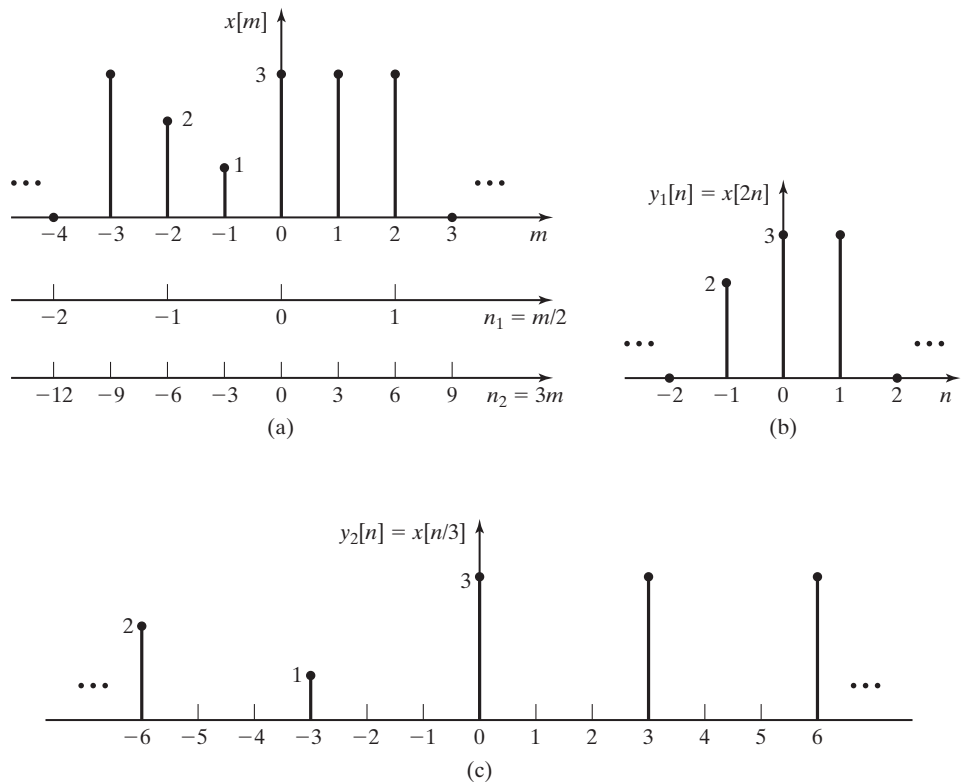 x[m]
3
2
1
−4 −3 −2 −1 0 1 2 3 m
−2 −1 0 1 n₁ = m/2
−12 −9 −6 −3 0 3 6 9 n₂ = 3m
(a)
y₁[n] = x[2n]
3
2
−2 −1 0 1 2 n
(b)
y₂[n] = x[n/3]
3
2
1
−6 −5 −4 −3 −2 −1 0 1 2 3 4 5 6
(c)